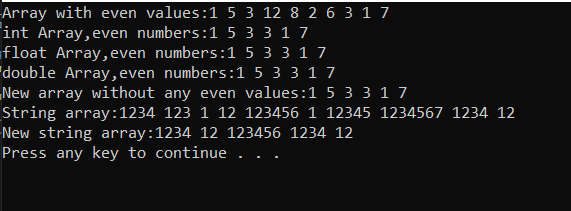 Array with even values:1 5 3 12 8 2 6 3 1 7
int Array,even numbers:1 5 3 3 1 7
float Array,even numbers:1 5 3 3 1 7
double Array,even numbers:1 5 3 3 1 7
New array without any even values:1 5 3 3 1 7
String array:1234 123 1 12 123456 1 12345 1234567 1234 12
New string array:1234 12 123456 1234 12
Press any key to continue . . .